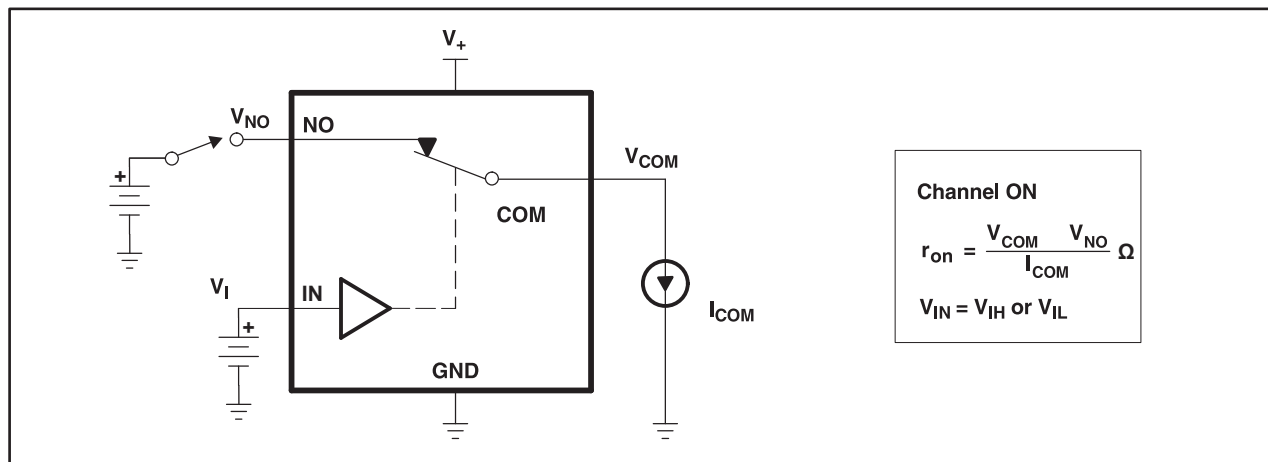 V+
VNO
NO
VCOM
COM
+
VI
IN
+
ICOM
GND
Channel ON
ron = VCOM VNO / ICOM Ω
VIN = VIH or VIL